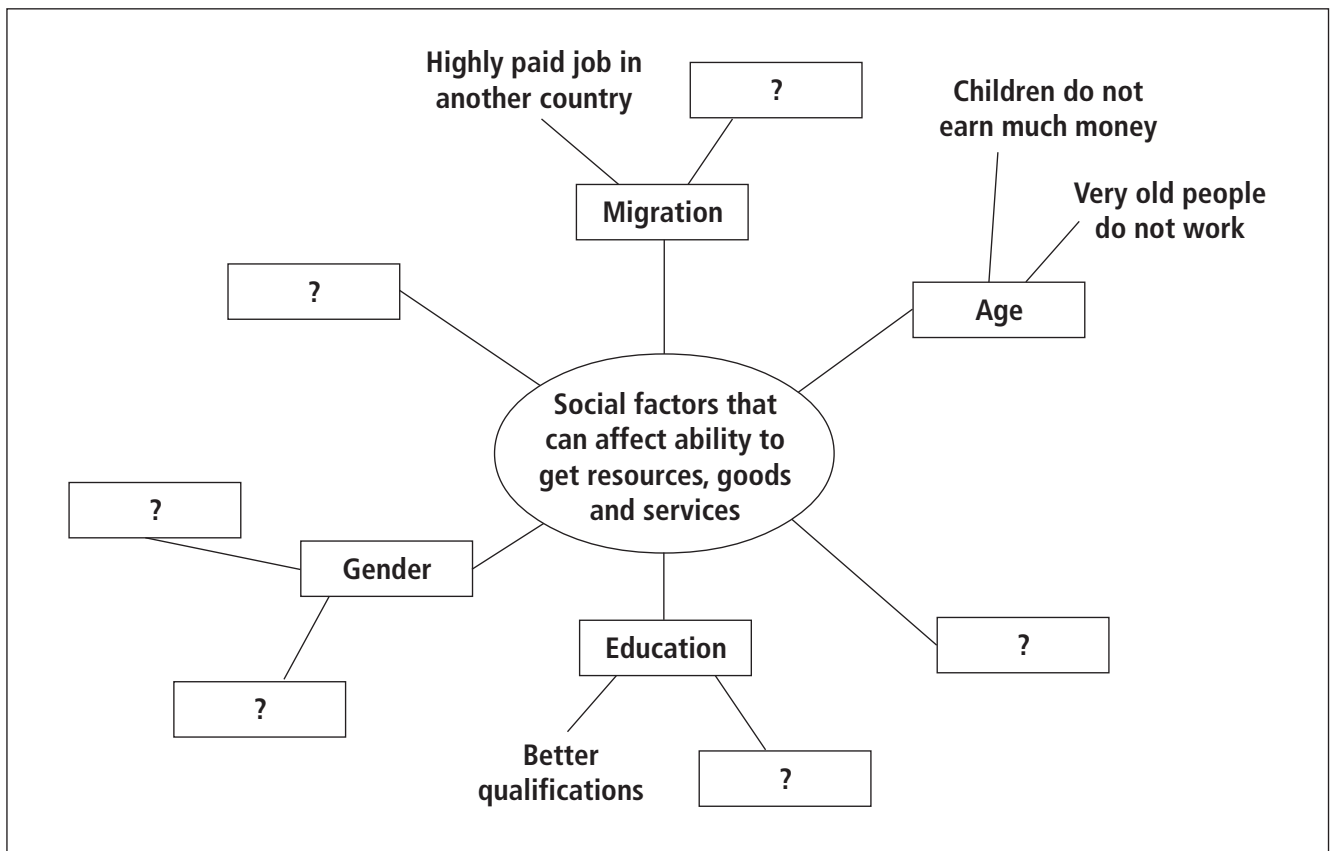 Highly paid job in
another country
?
Children do not
earn much money
Very old people
do not work
Migration
?
Age
Social factors that
can affect ability to
get resources, goods
and services
?
Gender
?
Education
?
Better
qualifications
?